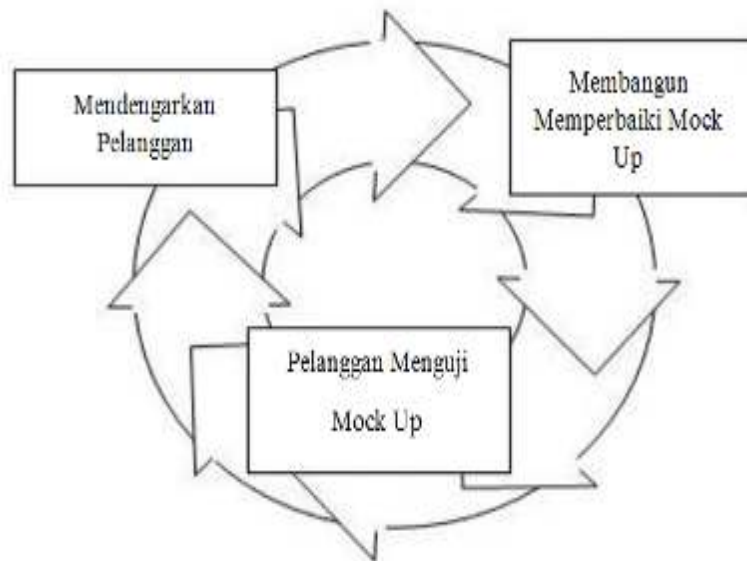 Mendengarkan
Pelanggan
Membangun
Memperbaiki Mock
Up
Pelanggan Menguji
Mock Up